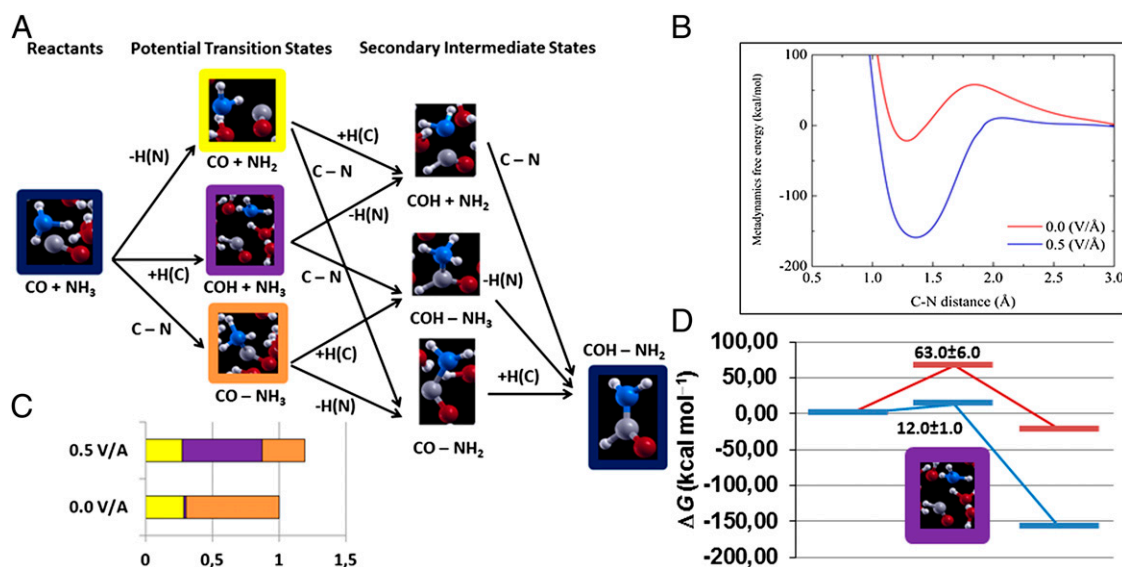 A
Reactants
Potential Transition States
Secondary Intermediate States
CO + NH₃
-H(N)
+H(C)
C – N
CO + NH₂
COH + NH₃
CO – NH₃
+H(C)
C – N
-H(N)
C – N
+H(C)
-H(N)
COH + NH₂
COH – NH₃
CO – NH₂
C – N
-H(N)
+H(C)
COH – NH₂
B
Metadynamics free energy (kcal/mol)
100
0
-100
-200
0.5
1.0
1.5
2.0
2.5
3.0
C-N distance (Å)
0.0 (V/Å)
0.5 (V/Å)
C
0.5 V/A
0.0 V/A
0
0,5
1
1,5
D
ΔG (kcal mol⁻¹)
100,00
50,00
0,00
-50,00
-100,00
-150,00
-200,00
63.0±6.0
12.0±1.0